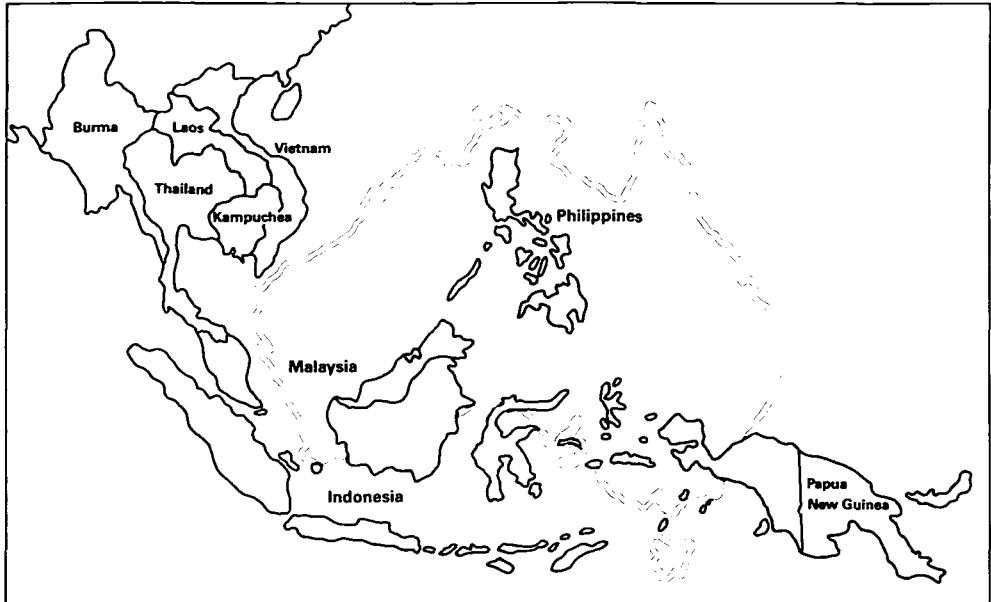 Burma
Laos
Vietnam
Thailand
Kampuchea
Philippines
Malaysia
Indonesia
Papua
New Guinea